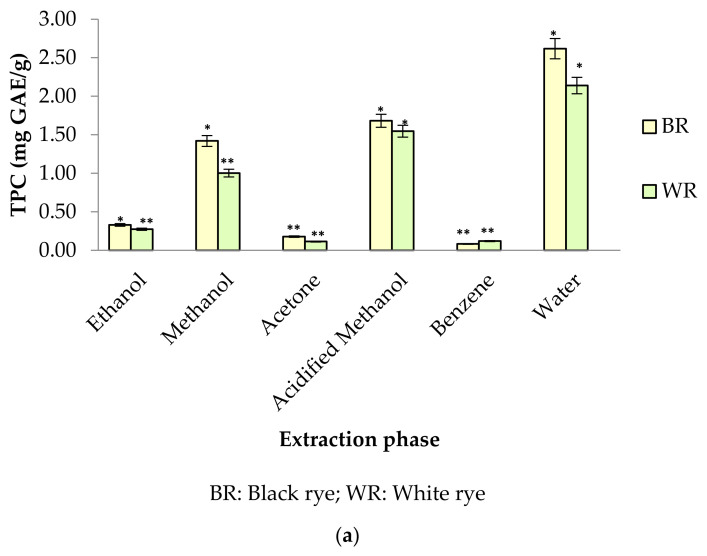 TPC (mg GAE/g)
3.00
2.50
2.00
1.50
1.00
0.50
0.00
* ** * ** ** ** * * ** ** * *
BR
WR
Ethanol
Methanol
Acetone
Acidified Methanol
Benzene
Water
Extraction phase
BR: Black rye; WR: White rye
(a)